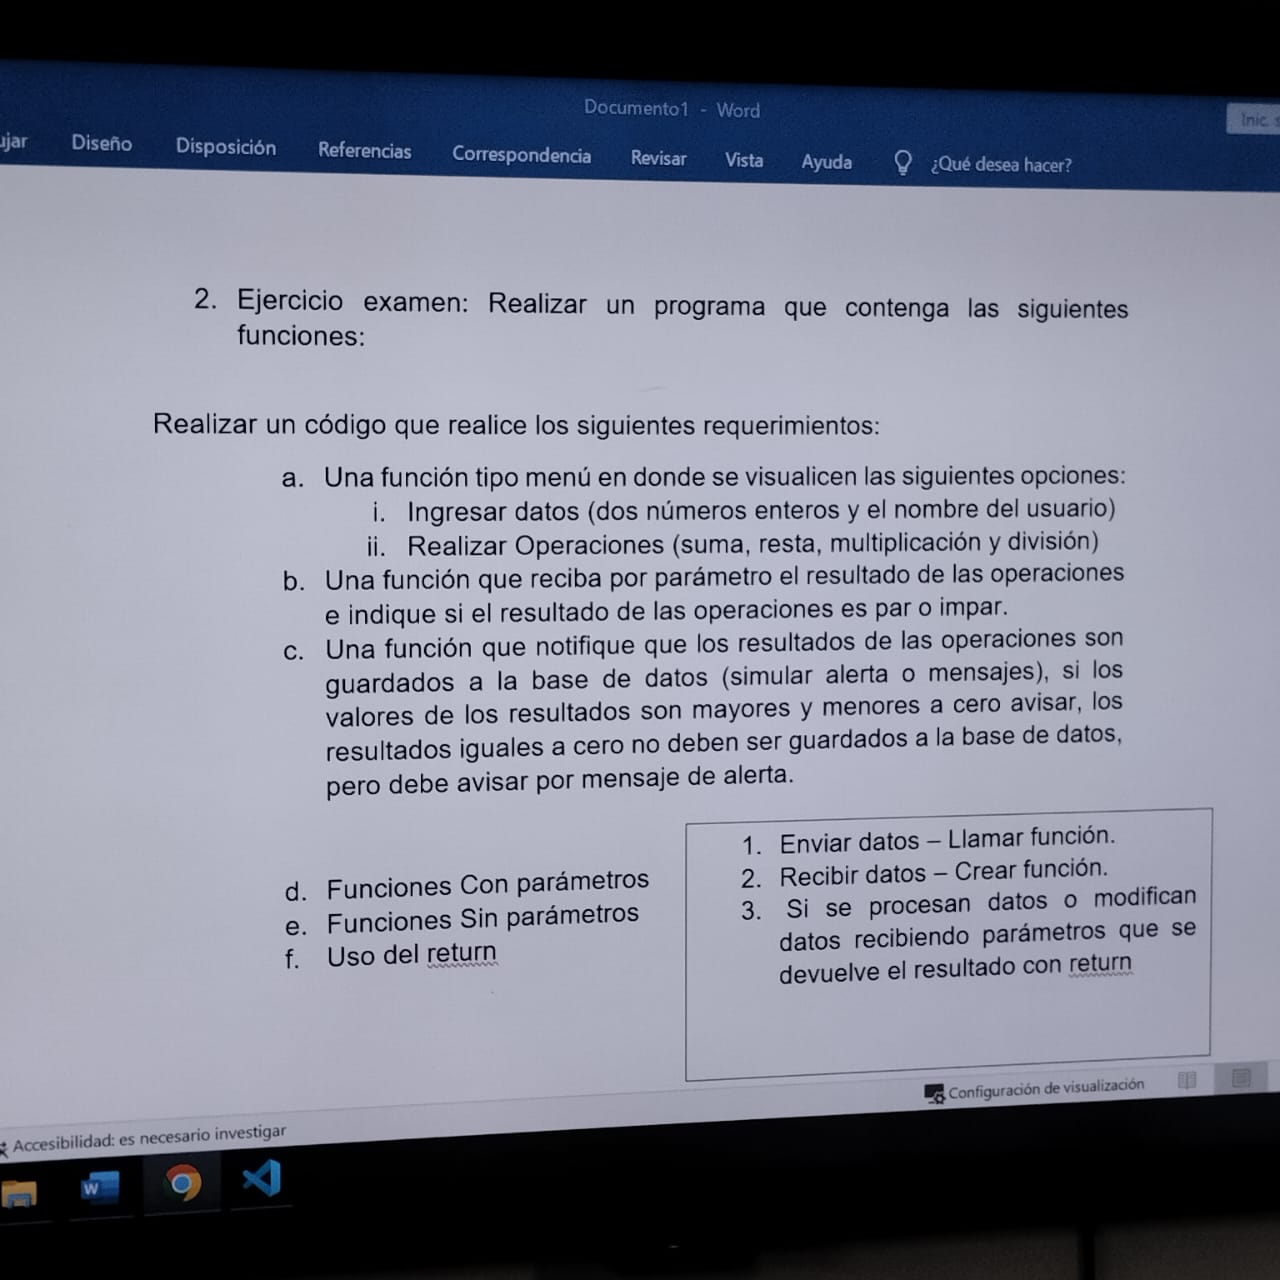 Documento1 - Word
Inic. s
ujar Diseño Disposición Referencias Correspondencia Revisar Vista Ayuda ¿Qué desea hacer?
2. Ejercicio examen: Realizar un programa que contenga las siguientes
funciones:
Realizar un código que realice los siguientes requerimientos:
a. Una función tipo menú en donde se visualicen las siguientes opciones:
i. Ingresar datos (dos números enteros y el nombre del usuario)
ii. Realizar Operaciones (suma, resta, multiplicación y división)
b. Una función que reciba por parámetro el resultado de las operaciones
e indique si el resultado de las operaciones es par o impar.
c. Una función que notifique que los resultados de las operaciones son
guardados a la base de datos (simular alerta o mensajes), si los
valores de los resultados son mayores y menores a cero avisar, los
resultados iguales a cero no deben ser guardados a la base de datos,
pero debe avisar por mensaje de alerta.
d. Funciones Con parámetros
e. Funciones Sin parámetros
f. Uso del return
1. Enviar datos – Llamar función.
2. Recibir datos – Crear función.
3. Si se procesan datos o modifican
datos recibiendo parámetros que se
devuelve el resultado con return
Configuración de visualización
Accesibilidad: es necesario investigar
W